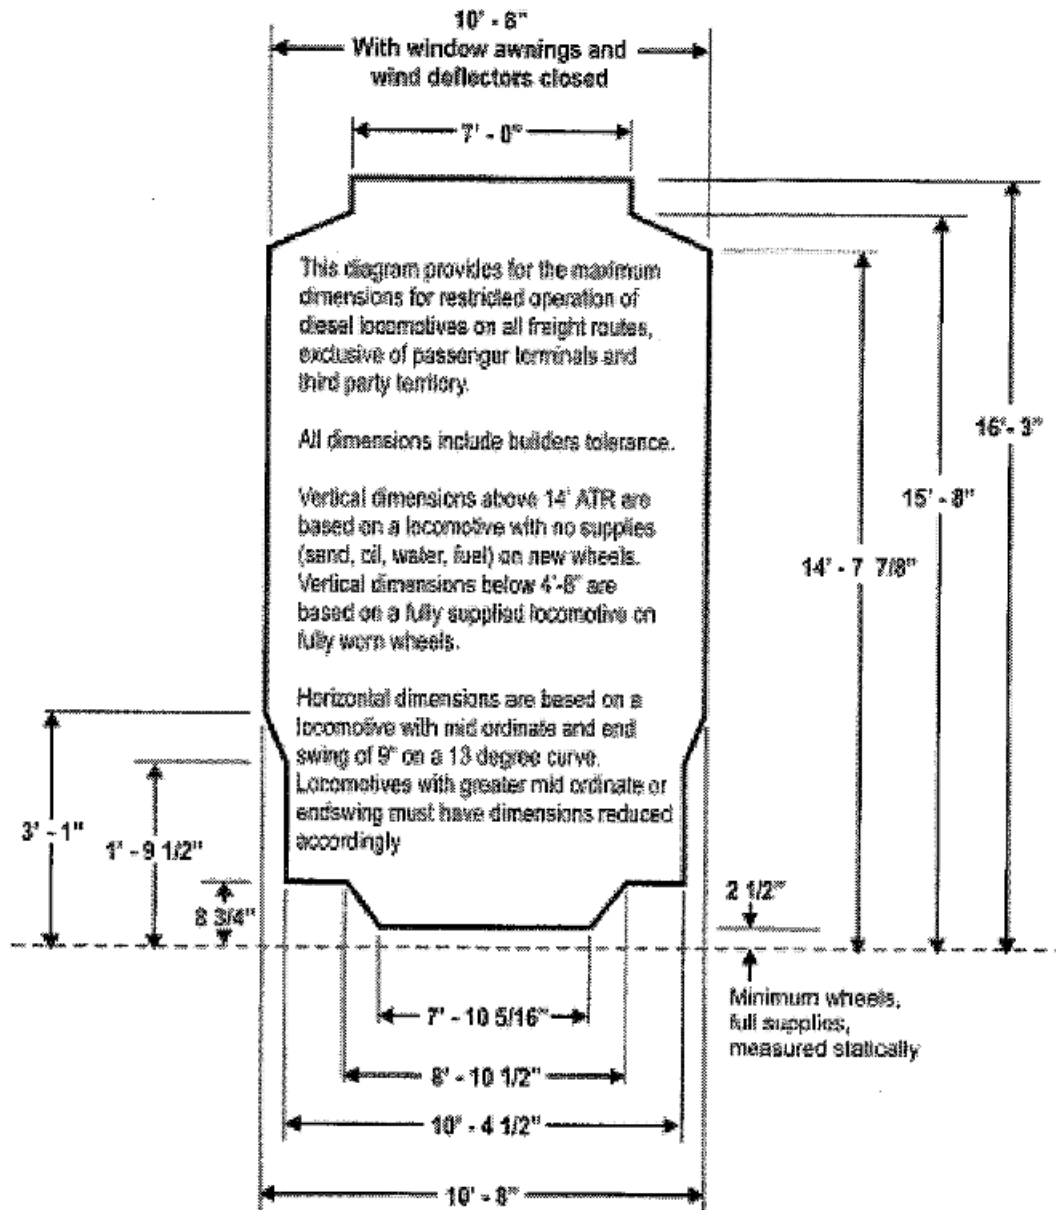 10' - 8"
With window awnings and
wind deflectors closed
7' - 0"
This diagram provides for the maximum
dimensions for restricted operation of
diesel locomotives on all freight routes,
exclusive of passenger terminals and
third party territory.
All dimensions include builders tolerance.
Vertical dimensions above 14' ATR are
based on a locomotive with no supplies
(sand, oil, water, fuel) on new wheels.
Vertical dimensions below 4'-8" are
based on a fully supplied locomotive on
fully worn wheels.
Horizontal dimensions are based on a
locomotive with mid ordinate and end
swing of 9" on a 13 degree curve.
Locomotives with greater mid ordinate or
endswing must have dimensions reduced
accordingly
16' - 3"
15' - 8"
14' - 7 7/8"
3' - 1"
1' - 9 1/2"
8 3/4"
2 1/2"
Minimum wheels,
full supplies,
measured statically
7' - 10 5/16"
8' - 10 1/2"
10' - 4 1/2"
10' - 8"